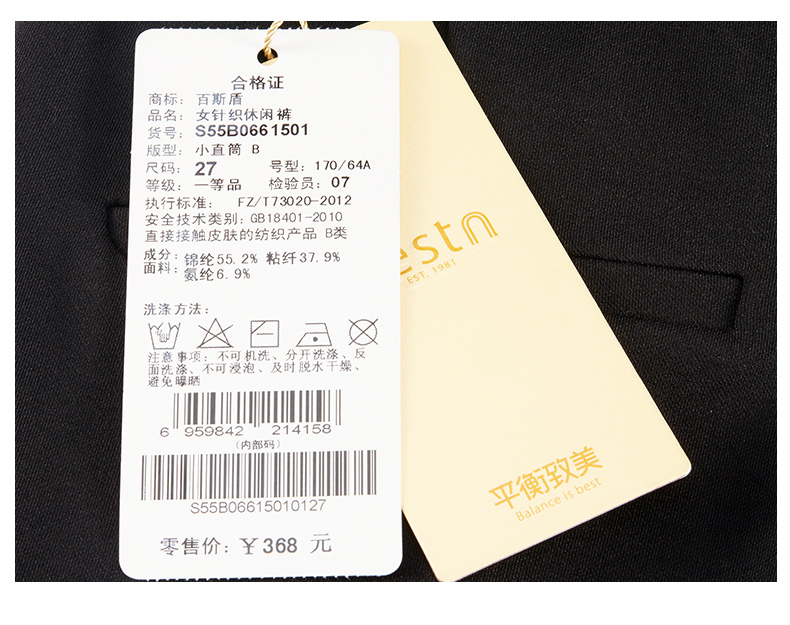 合格证
商标: 百斯盾
品名: 女针织休闲裤
货号: S55B0661501
版型: 小直筒 B
尺码: 27 号型: 170/64A
等级: 一等品 检验员: 07
执行标准: FZ/T73020-2012
安全技术类别: GB18401-2010
直接接触皮肤的纺织产品 B类
成分: 锦纶55.2% 粘纤37.9%
面料: 氨纶6.9%
洗涤方法:
注意事项: 不可机洗、分开洗涤、反
面洗涤、不可浸泡、及时脱水干燥、
避免曝晒
6 959842 214158
(内部码)
S55B06615010127
零售价: ¥368 元
estn
EST. 1981
平衡致美
Balance is best